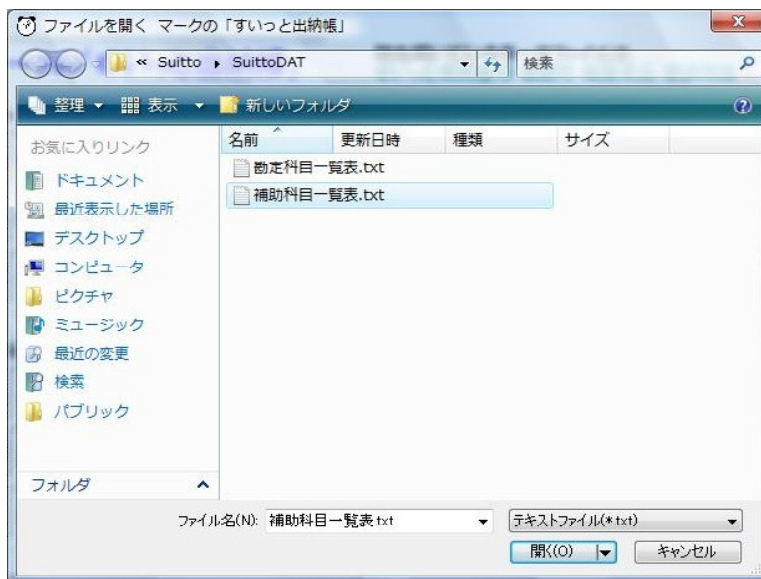 ファイルを開く マークの「すいっと出納帳」
X
« Suitto ▸ SuittoDAT
検索
整理 ▼ 表示 ▼ 新しいフォルダ
?
お気に入りリンク
ドキュメント
最近表示した場所
デスクトップ
コンピュータ
ピクチャ
ミュージック
最近の変更
検索
パブリック
フォルダ
名前 更新日時 種類 サイズ
勘定科目一覧表.txt
補助科目一覧表.txt
ファイル名(N): 補助科目一覧表.txt
テキストファイル(*.txt)
開く(O)
キャンセル